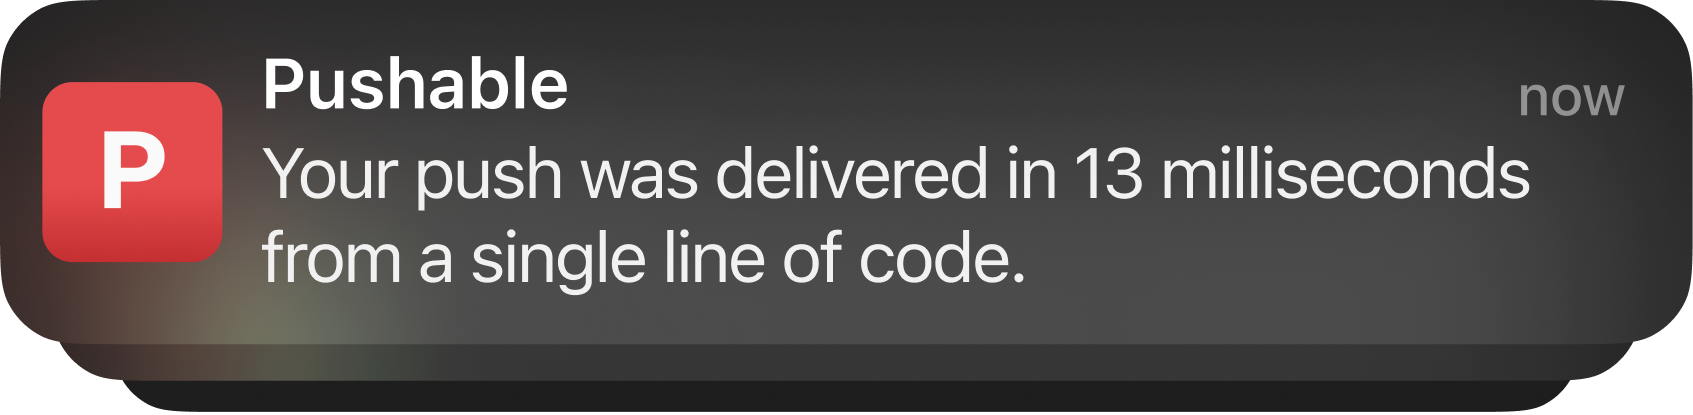 P
Pushable
now
Your push was delivered in 13 milliseconds
from a single line of code.